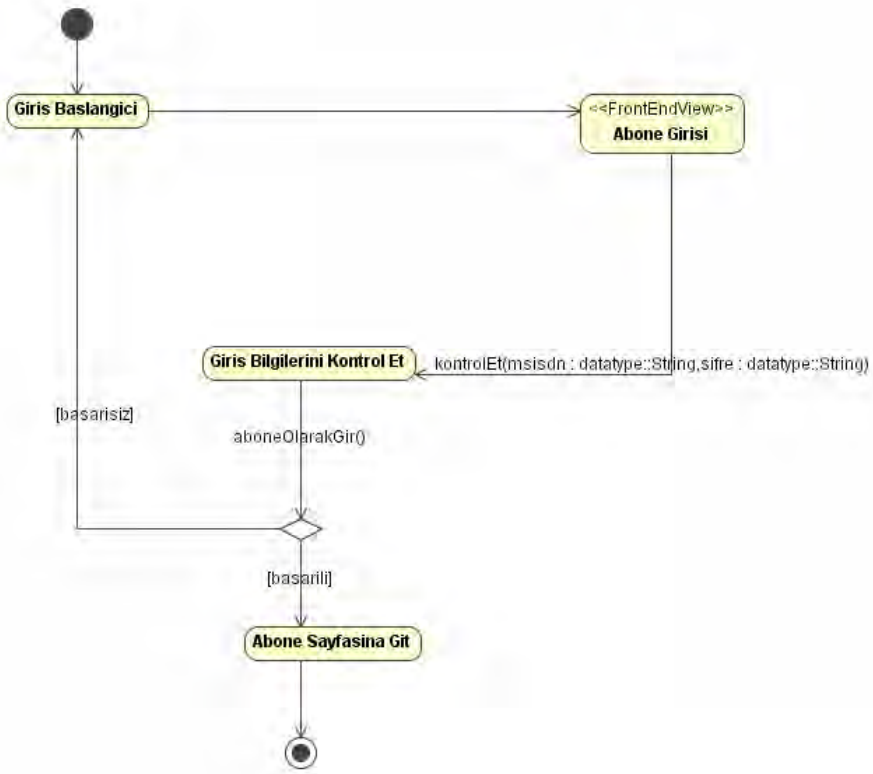 Giris Baslangici
<<FrontEndView>>
Abone Girisi
Giris Bilgilerini Kontrol Et
kontrolEt(msisdn : datatype::String,sifre : datatype::String)
[basarisiz]
aboneOlarakGir()
[basarili]
Abone Sayfasina Git